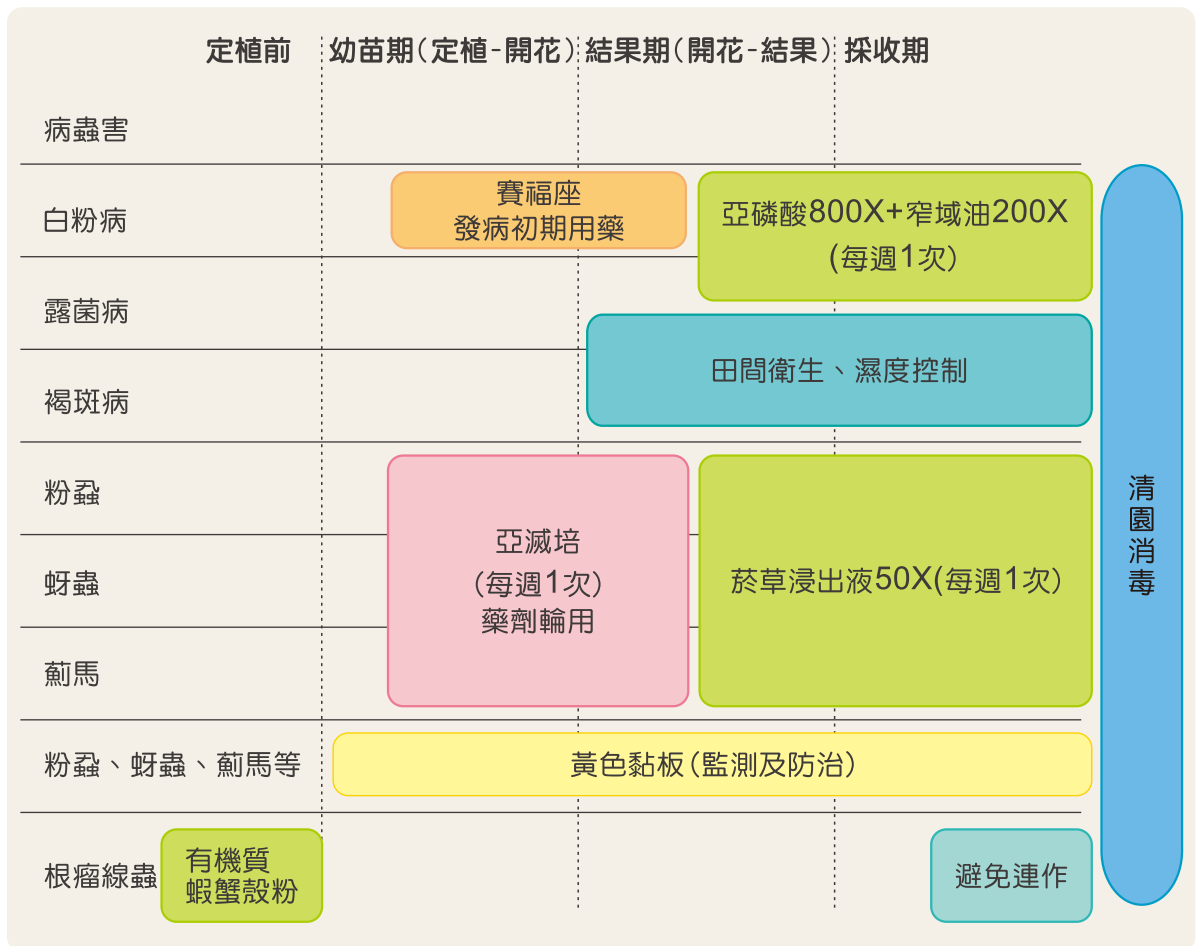 定植前
幼苗期(定植-開花)
結果期(開花-結果)
採收期
病蟲害
白粉病
賽福座
發病初期用藥
亞磷酸800X+窄域油200X
(每週1次)
露菌病
田間衛生、濕度控制
褐斑病
粉蝨
亞滅培
(每週1次)
藥劑輪用
菸草浸出液50X(每週1次)
蚜蟲
薊馬
粉蝨、蚜蟲、薊馬等
黃色黏板(監測及防治)
根瘤線蟲
有機質
蝦蟹殼粉
避免連作
清園消毒